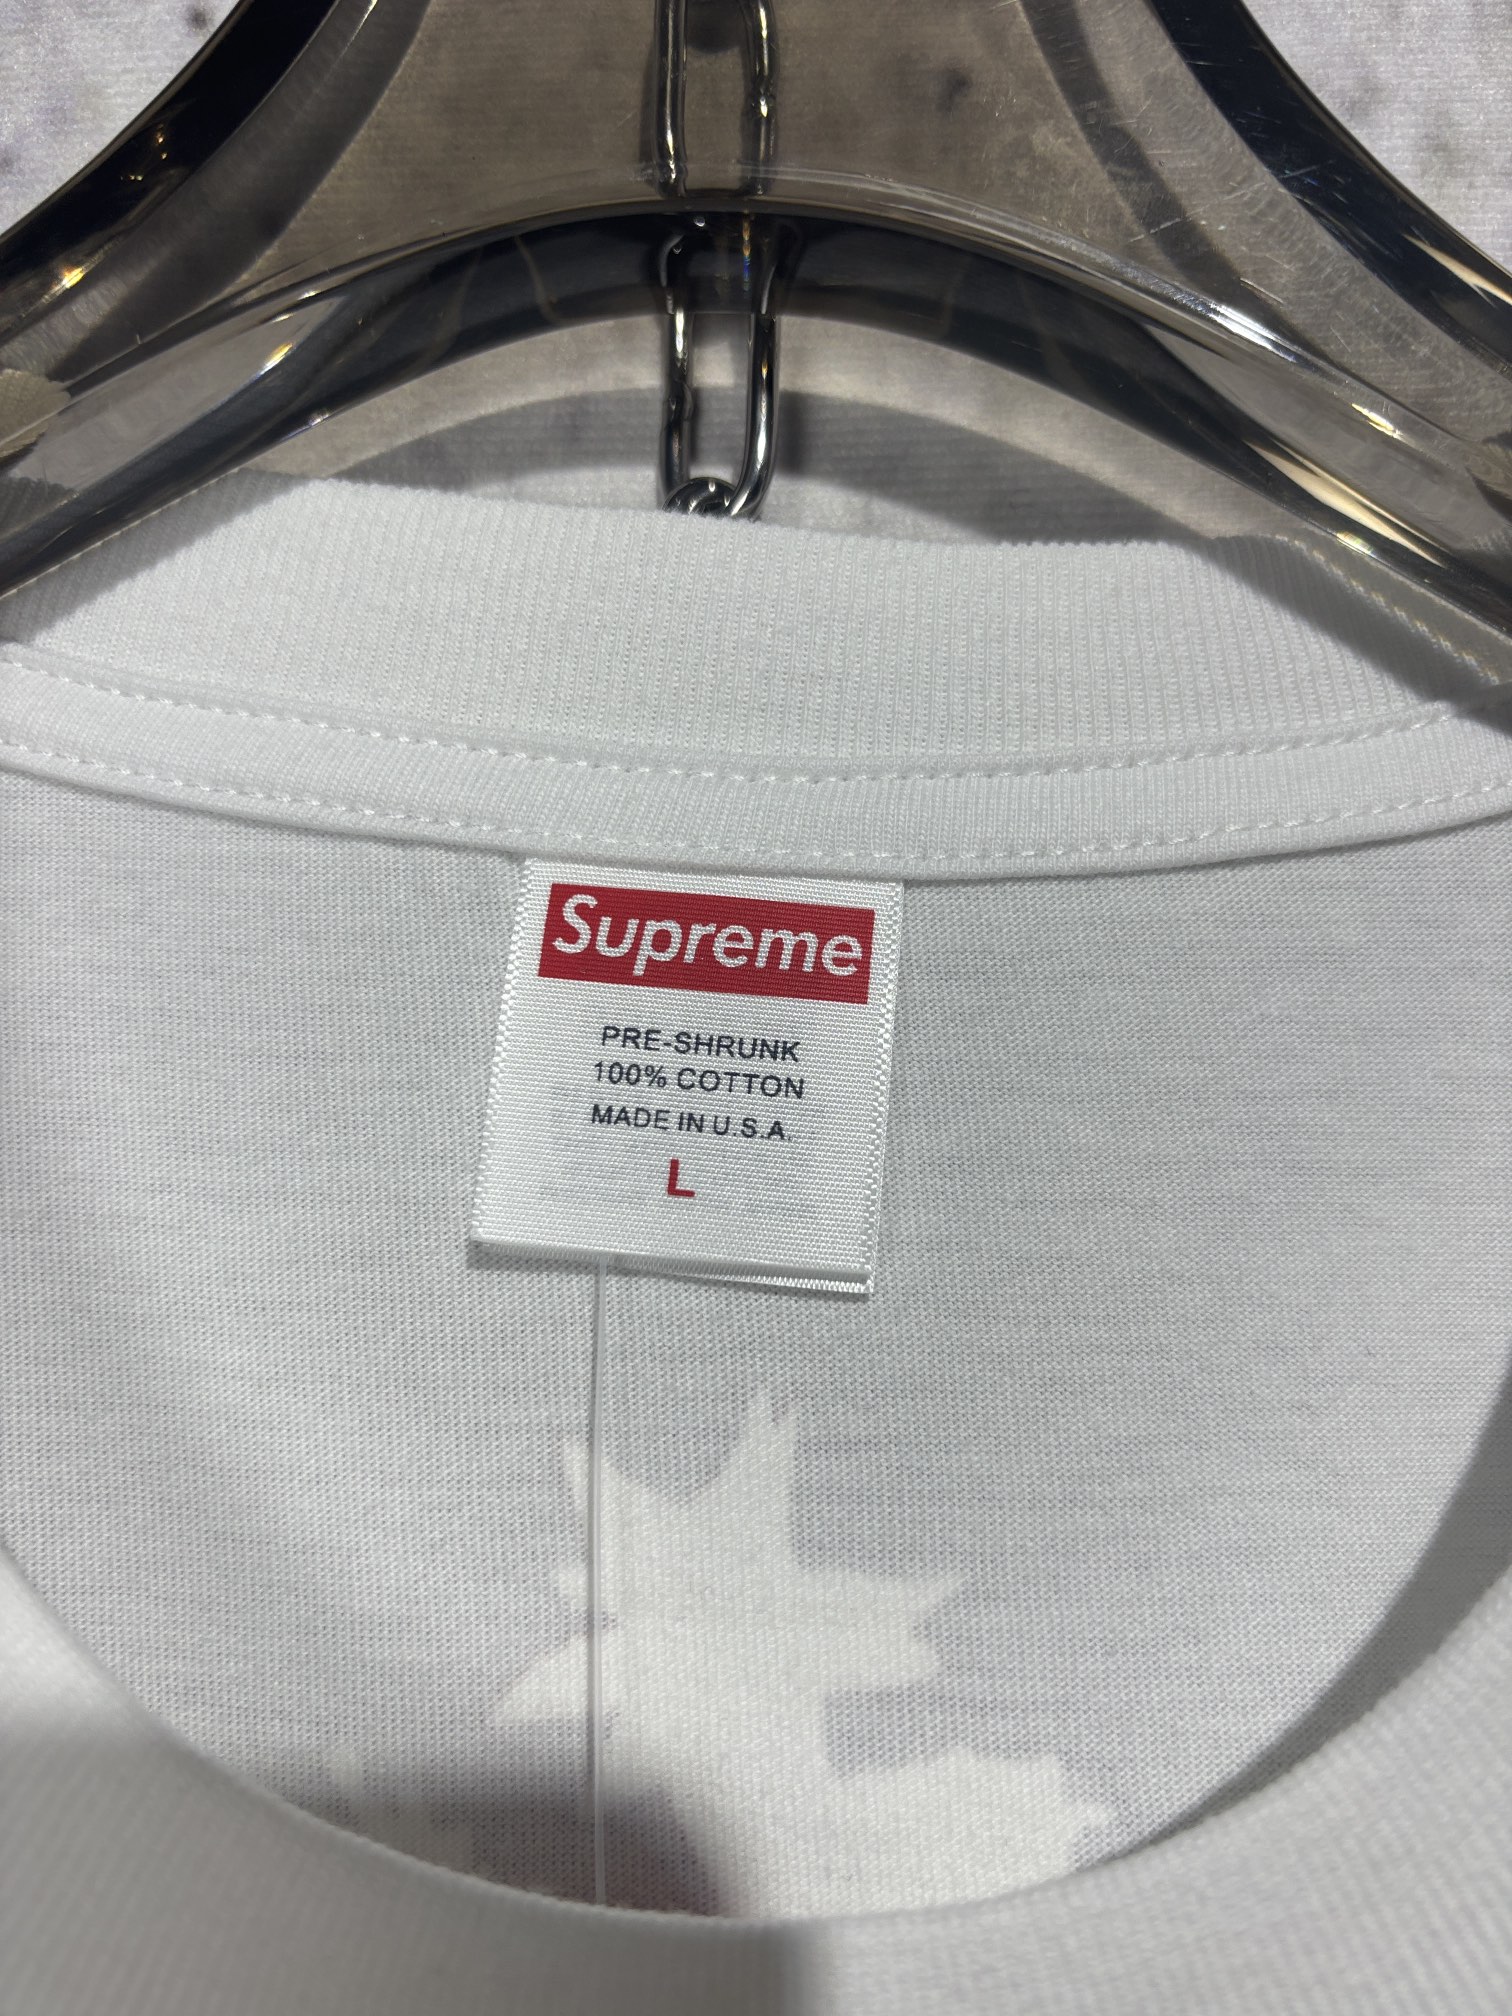 Supreme
PRE-SHRUNK
100% COTTON
MADE IN U.S.A.
L